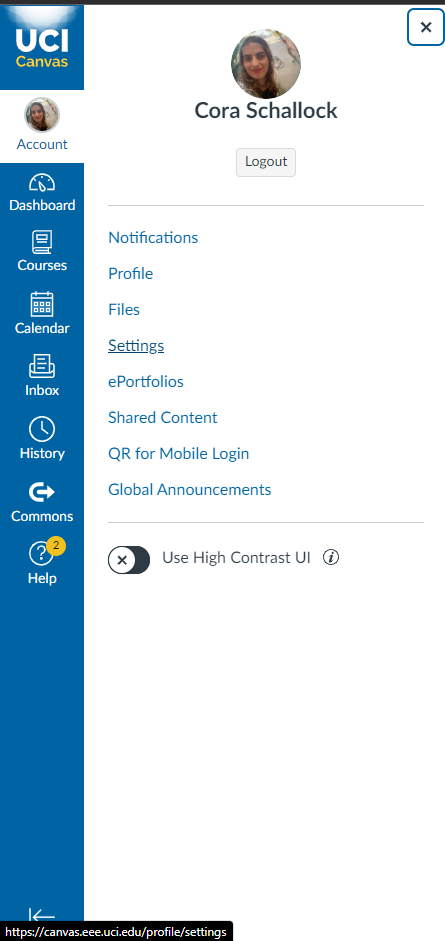 UCI
Canvas
Account
Dashboard
Courses
Calendar
Inbox
History
Commons
2
Help
Cora Schallock
Logout
Notifications
Profile
Files
Settings
ePortfolios
Shared Content
QR for Mobile Login
Global Announcements
Use High Contrast UI
https://canvas.eee.uci.edu/profile/settings